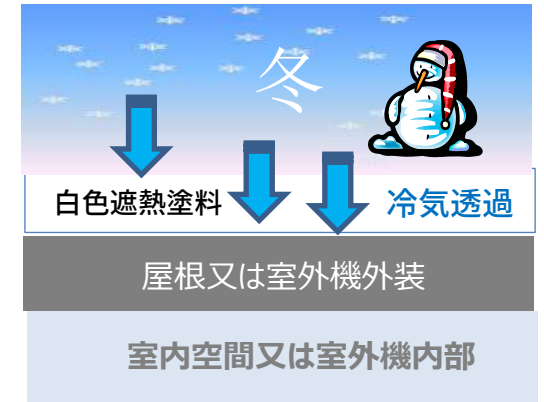 冬
白色遮熱塗料 冷気透過
屋根又は室外機外装
室内空間又は室外機内部